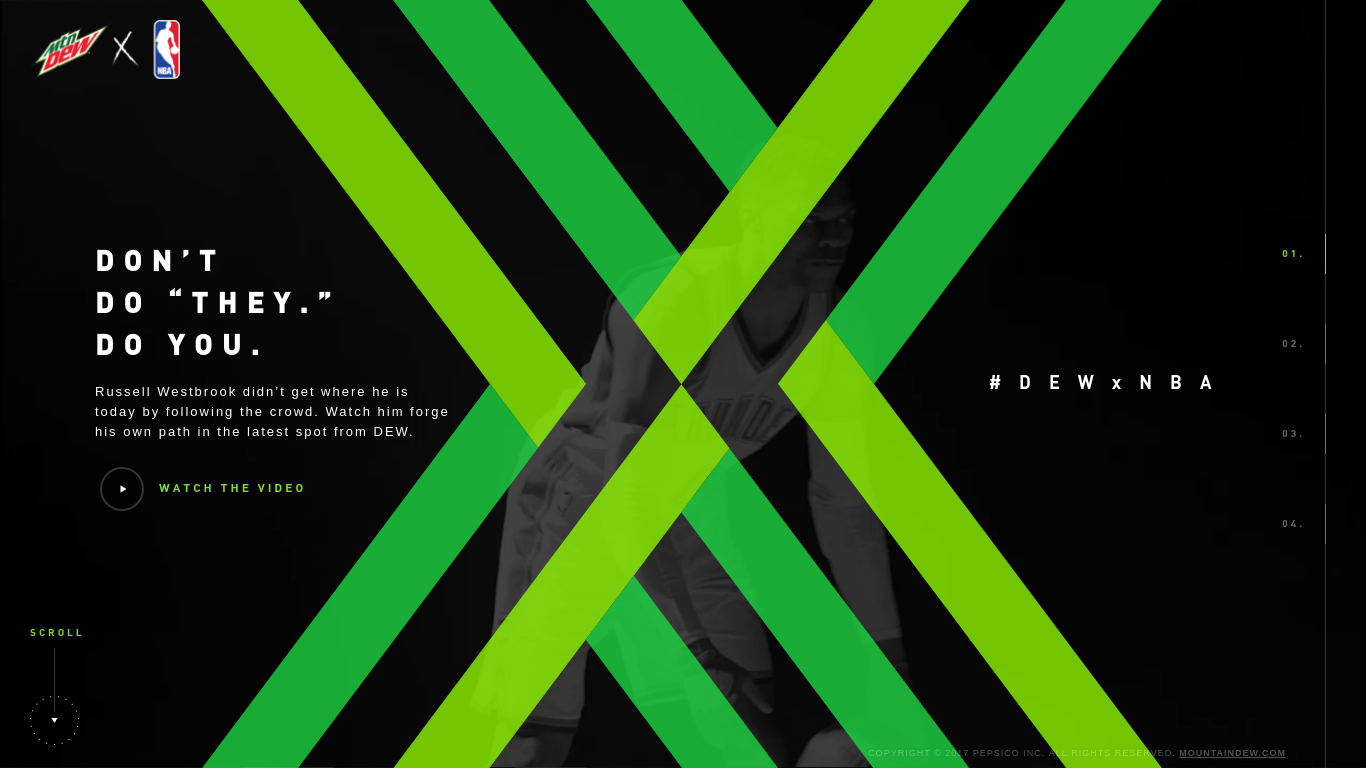 Mtn
DEW
X
NBA
DON’T
DO “THEY.”
DO YOU.
Russell Westbrook didn’t get where he is
today by following the crowd. Watch him forge
his own path in the latest spot from DEW.
WATCH THE VIDEO
#DEWxNBA
01.
02.
03.
04.
SCROLL
COPYRIGHT © 2017 PEPSICO INC. ALL RIGHTS RESERVED. MOUNTAINDEW.COM